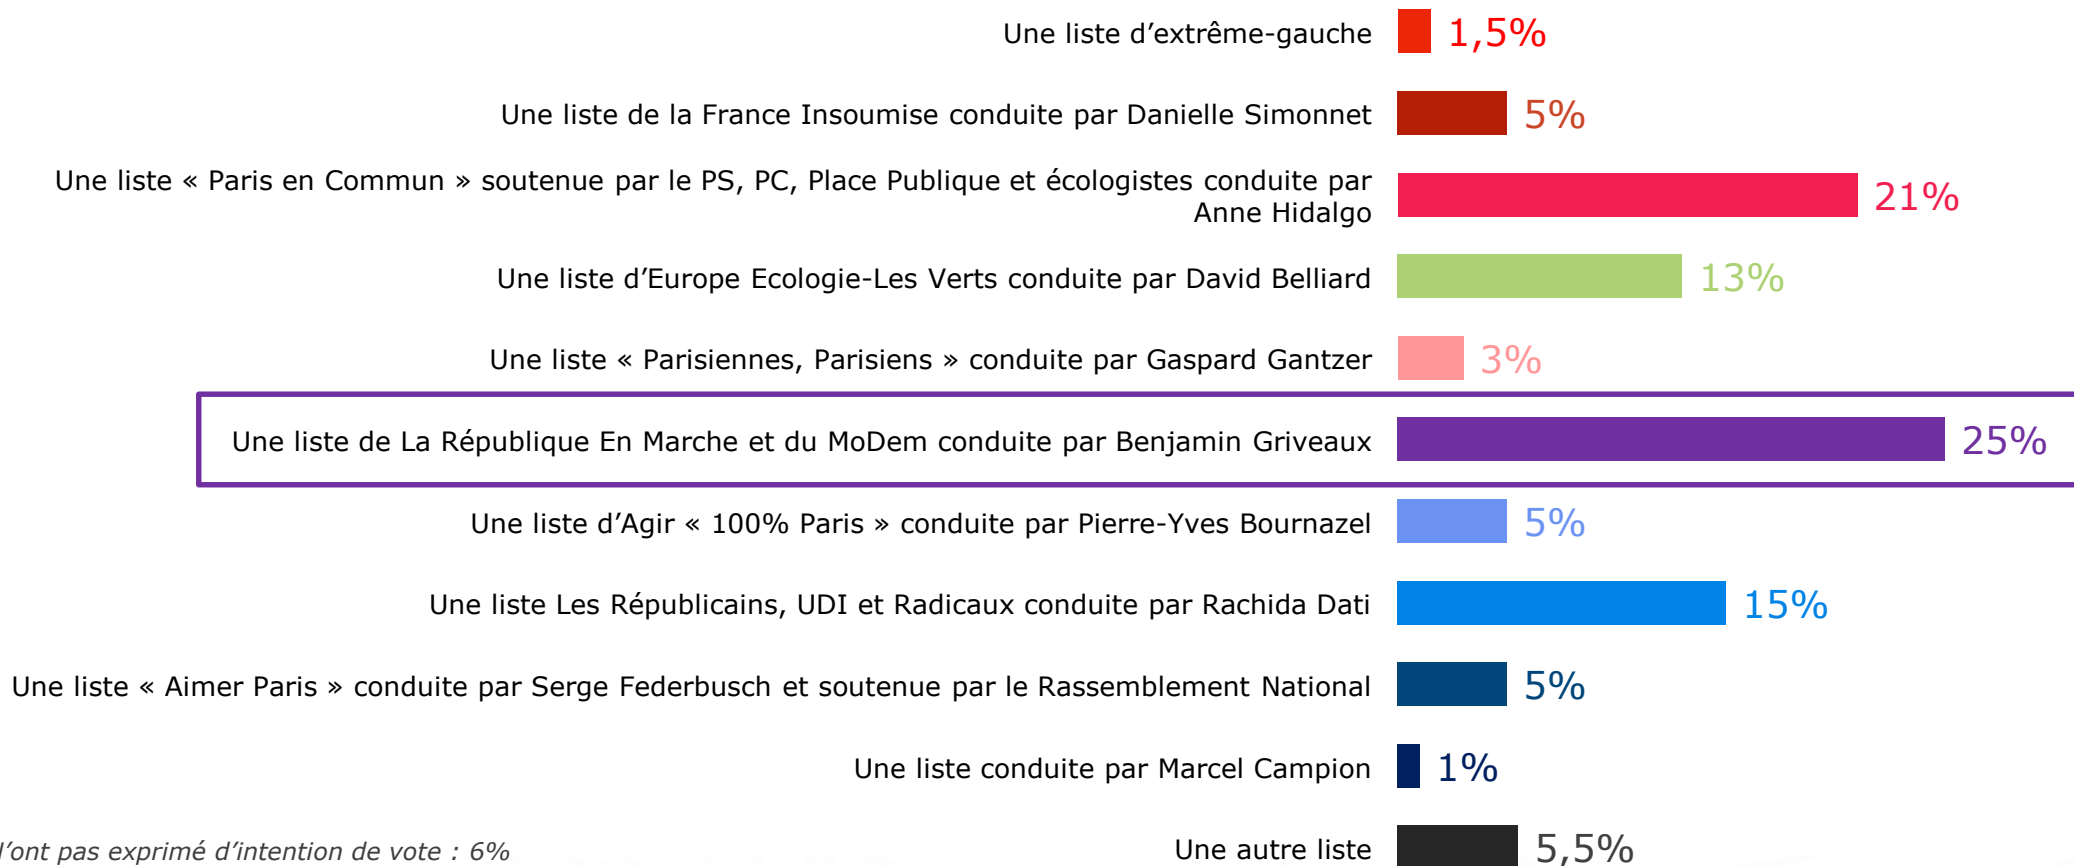 Une liste d’extrême-gauche 1,5%
Une liste de la France Insoumise conduite par Danielle Simonnet 5%
Une liste « Paris en Commun » soutenue par le PS, PC, Place Publique et écologistes conduite par
Anne Hidalgo 21%
Une liste d’Europe Ecologie-Les Verts conduite par David Belliard 13%
Une liste « Parisiennes, Parisiens » conduite par Gaspard Gantzer 3%
Une liste de La République En Marche et du MoDem conduite par Benjamin Griveaux 25%
Une liste d’Agir « 100% Paris » conduite par Pierre-Yves Bournazel 5%
Une liste Les Républicains, UDI et Radicaux conduite par Rachida Dati 15%
Une liste « Aimer Paris » conduite par Serge Federbusch et soutenue par le Rassemblement National 5%
Une liste conduite par Marcel Campion 1%
Une autre liste 5,5%
'ont pas exprimé d’intention de vote : 6%